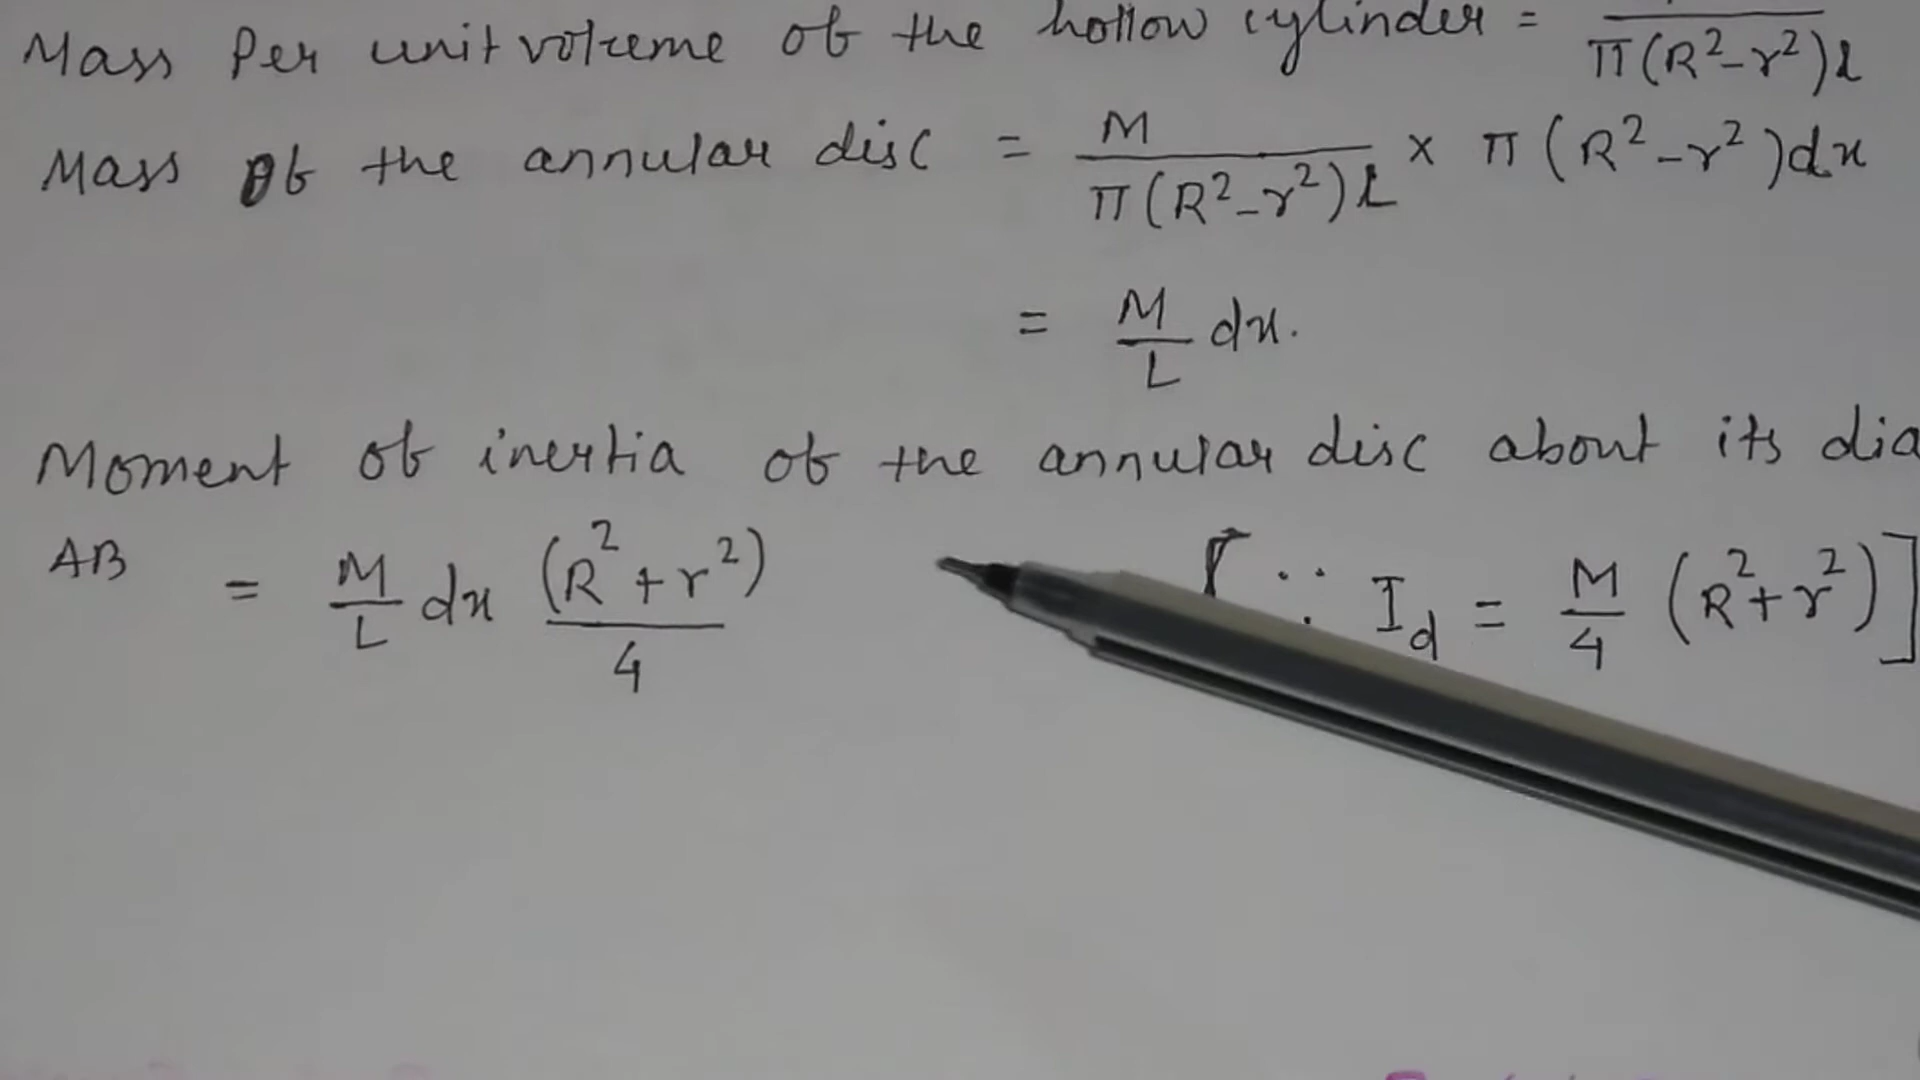 Mass Per unit volume of the hollow cylinder = / π(R²-r²)l
Mass of the annular disc = M / π(R²-r²)l × π(R²-r²)dx
= M/L dx.
Moment of inertia of the annular disc about its dia
AB = M/L dx (R²+r²)/4 [∵ I_d = M/4 (R²+r²)]